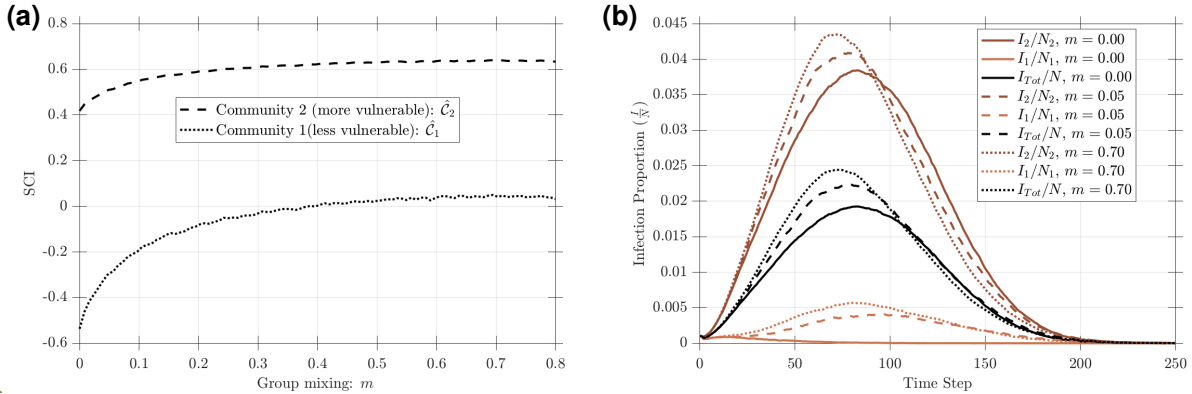 (a)
0.8
0.6
0.4
0.2
0
-0.2
-0.4
-0.6
SCI
Community 2 (more vulnerable): Ĉ₂
Community 1(less vulnerable): Ĉ₁
0 0.1 0.2 0.3 0.4 0.5 0.6 0.7 0.8
Group mixing: m
(b)
0.045
0.04
0.035
0.03
0.025
0.02
0.015
0.01
0.005
0
Infection Proportion (I/N)
I₂/N₂, m = 0.00
I₁/N₁, m = 0.00
I_Tot/N, m = 0.00
I₂/N₂, m = 0.05
I₁/N₁, m = 0.05
I_Tot/N, m = 0.05
I₂/N₂, m = 0.70
I₁/N₁, m = 0.70
I_Tot/N, m = 0.70
0 50 100 150 200 250
Time Step